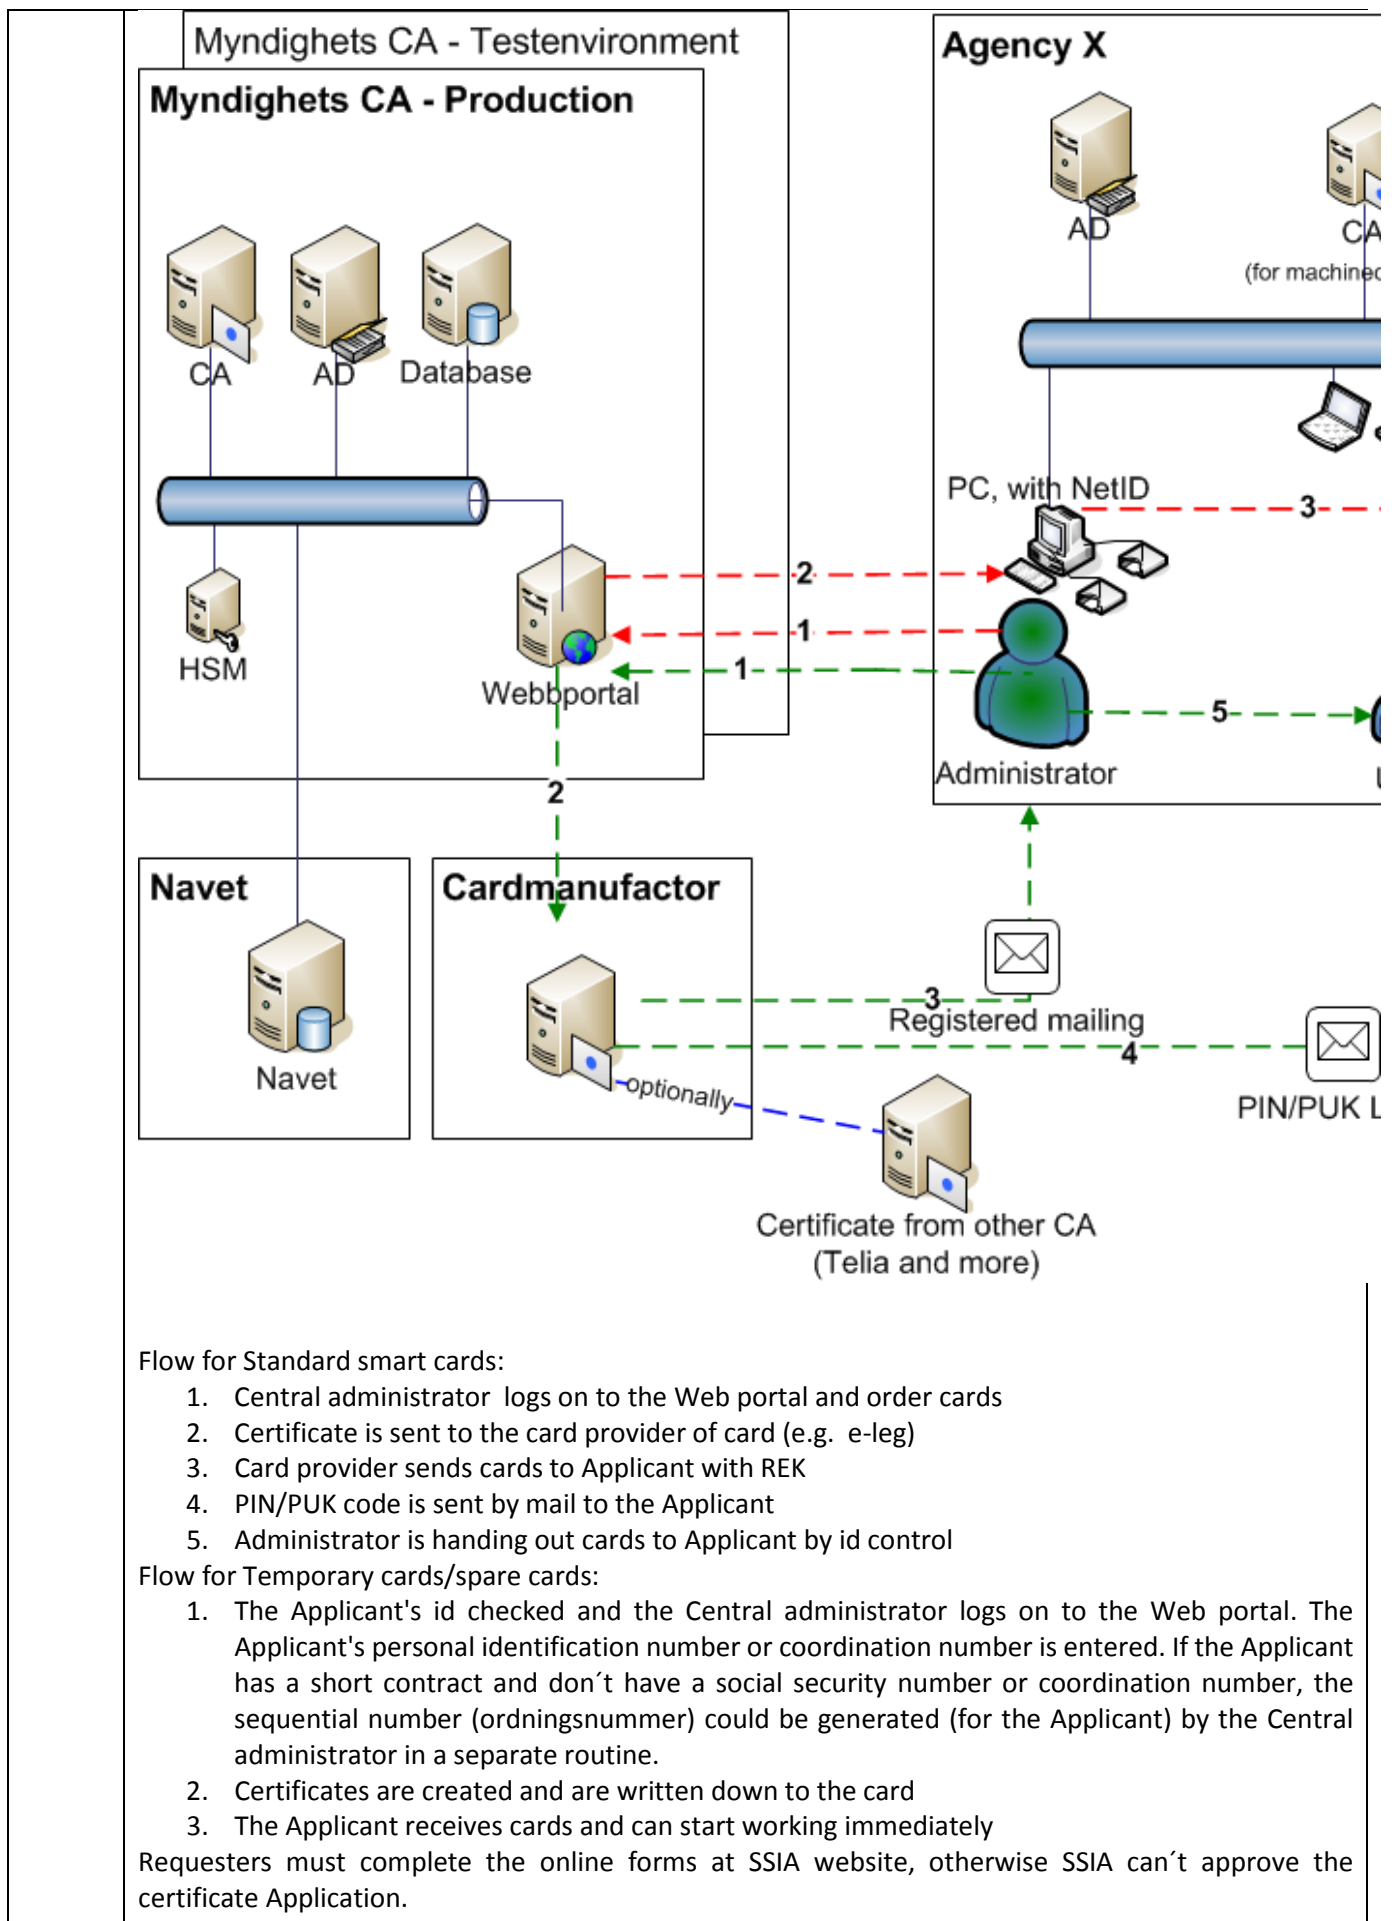 Myndighets CA - Testenvironment
Myndighets CA - Production
CA
AD
Database
HSM
Webbportal
Agency X
AD
CA
(for machined
PC, with NetID
3
2
1
1
5
Administrator
2
Navet
Navet
Cardmanufactor
3
Registered mailing
4
PIN/PUK L
optionally
Certificate from other CA
(Telia and more)
Flow for Standard smart cards:
1. Central administrator logs on to the Web portal and order cards
2. Certificate is sent to the card provider of card (e.g. e-leg)
3. Card provider sends cards to Applicant with REK
4. PIN/PUK code is sent by mail to the Applicant
5. Administrator is handing out cards to Applicant by id control
Flow for Temporary cards/spare cards:
1. The Applicant's id checked and the Central administrator logs on to the Web portal. The
Applicant's personal identification number or coordination number is entered. If the Applicant
has a short contract and don´t have a social security number or coordination number, the
sequential number (ordningsnummer) could be generated (for the Applicant) by the Central
administrator in a separate routine.
2. Certificates are created and are written down to the card
3. The Applicant receives cards and can start working immediately
Requesters must complete the online forms at SSIA website, otherwise SSIA can´t approve the
certificate Application.